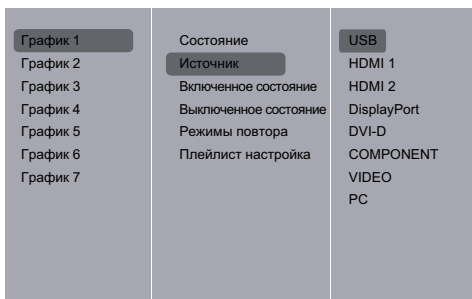 График 1
График 2
График 3
График 4
График 5
График 6
График 7
Состояние
Источник
Включенное состояние
Выключенное состояние
Режимы повтора
Плейлист настройка
USB
HDMI 1
HDMI 2
DisplayPort
DVI-D
COMPONENT
VIDEO
PC